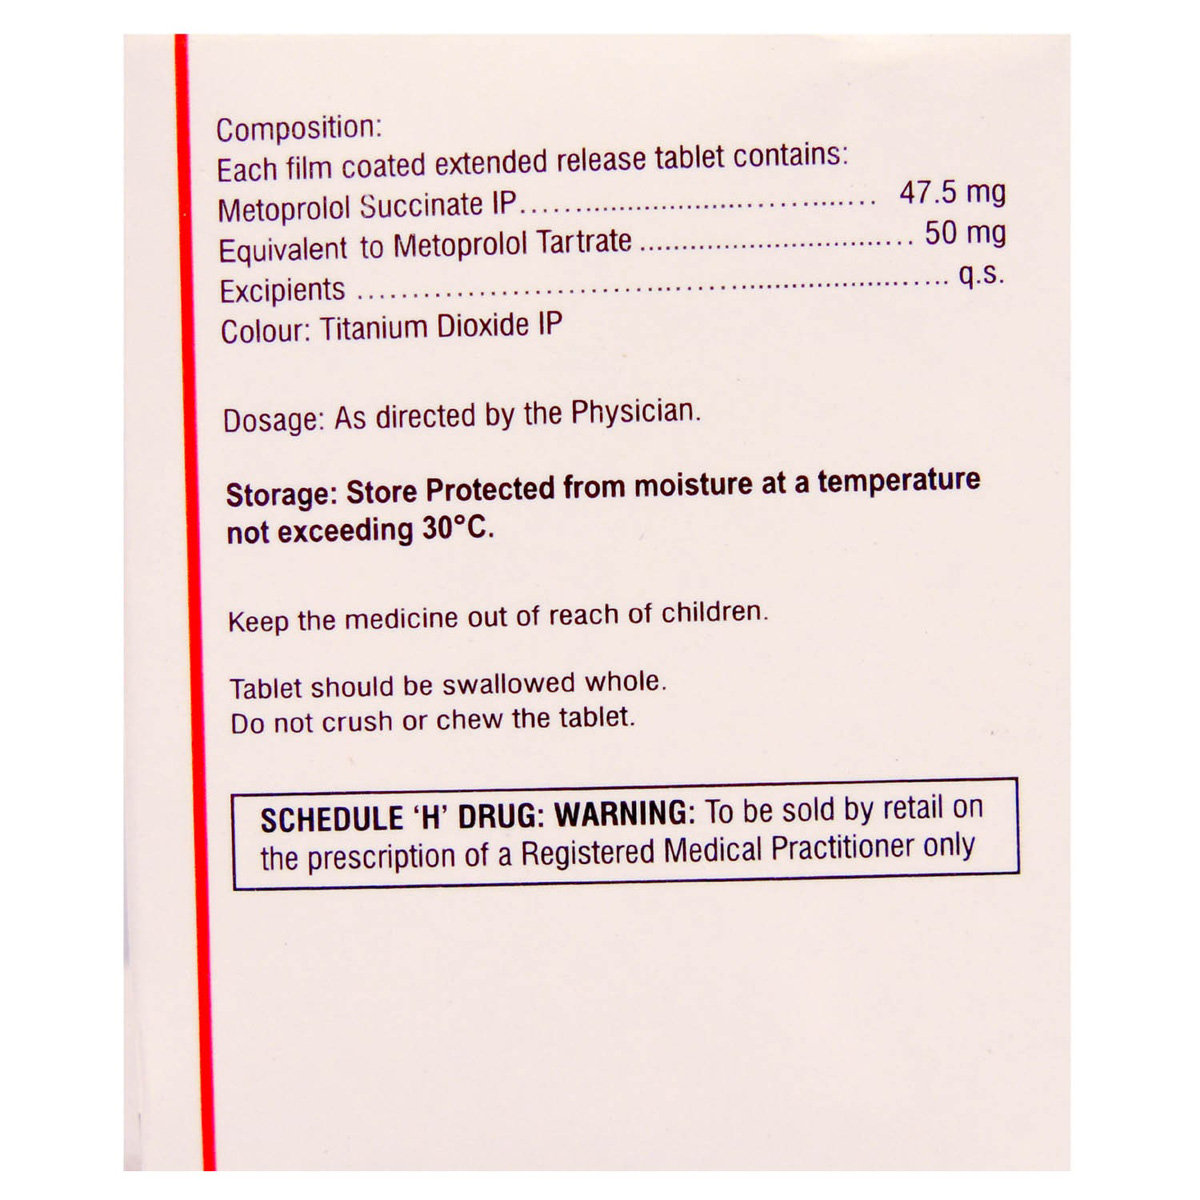 Composition:
Each film coated extended release tablet contains:
Metoprolol Succinate IP.................................................. 47.5 mg
Equivalent to Metoprolol Tartrate ...................................... 50 mg
Excipients ................................................................................ q.s.
Colour: Titanium Dioxide IP
Dosage: As directed by the Physician.
Storage: Store Protected from moisture at a temperature
not exceeding 30°C.
Keep the medicine out of reach of children.
Tablet should be swallowed whole.
Do not crush or chew the tablet.
SCHEDULE ‘H’ DRUG: WARNING: To be sold by retail on
the prescription of a Registered Medical Practitioner only